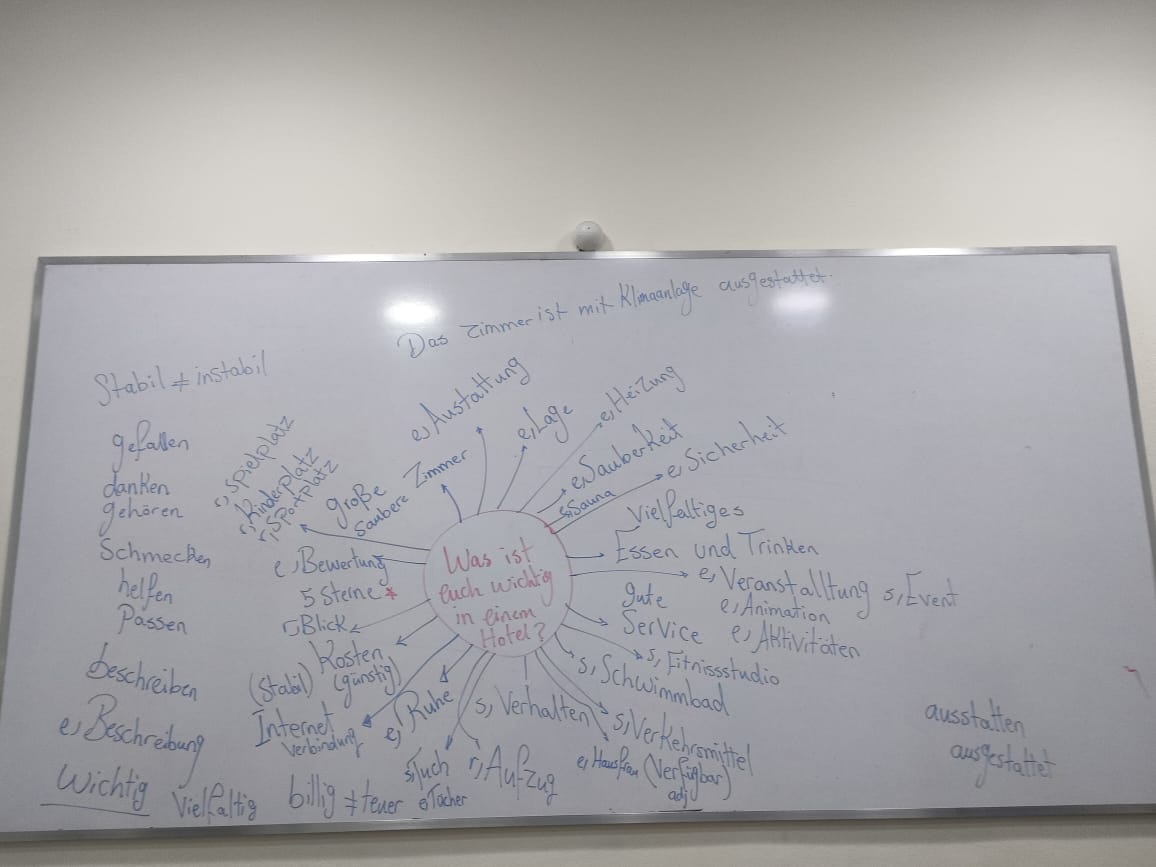 Das Zimmer ist mit Klimaanlage ausgestattet.
Stabil ≠ instabil
gefallen
danken
gehören
Schmecken
helfen
Passen
beschreiben
e, Beschreibung
Wichtig
Vielfältig
billig ≠ teuer
Was ist
euch wichtig
in einem
Hotel?
r, Spielplatz
r, Kinderplatz
r, Sportplatz
große
saubere Zimmer
e, Austattung
e, Lage
e, Heizung
e, Sauberkeit
s, Sauna
e, Sicherheit
Vielfältiges
Essen und Trinken
e, Veranstalltung s, Event
e, Animation
e, Aktivitäten
gute
Service
s, Fitnissstudio
s, Schwimmbad
s, Verkehrsmittel
(Verfügbar)
adj
e, Hausfrau
s, Verhalten
r, Aufzug
s, Tuch
e Tücher
e, Ruhe
Internet
Verbindung
Kosten
(Stabil) (günstig)
r, Blick
5 Sterne *
e, Bewertung
ausstatten
ausgestattet